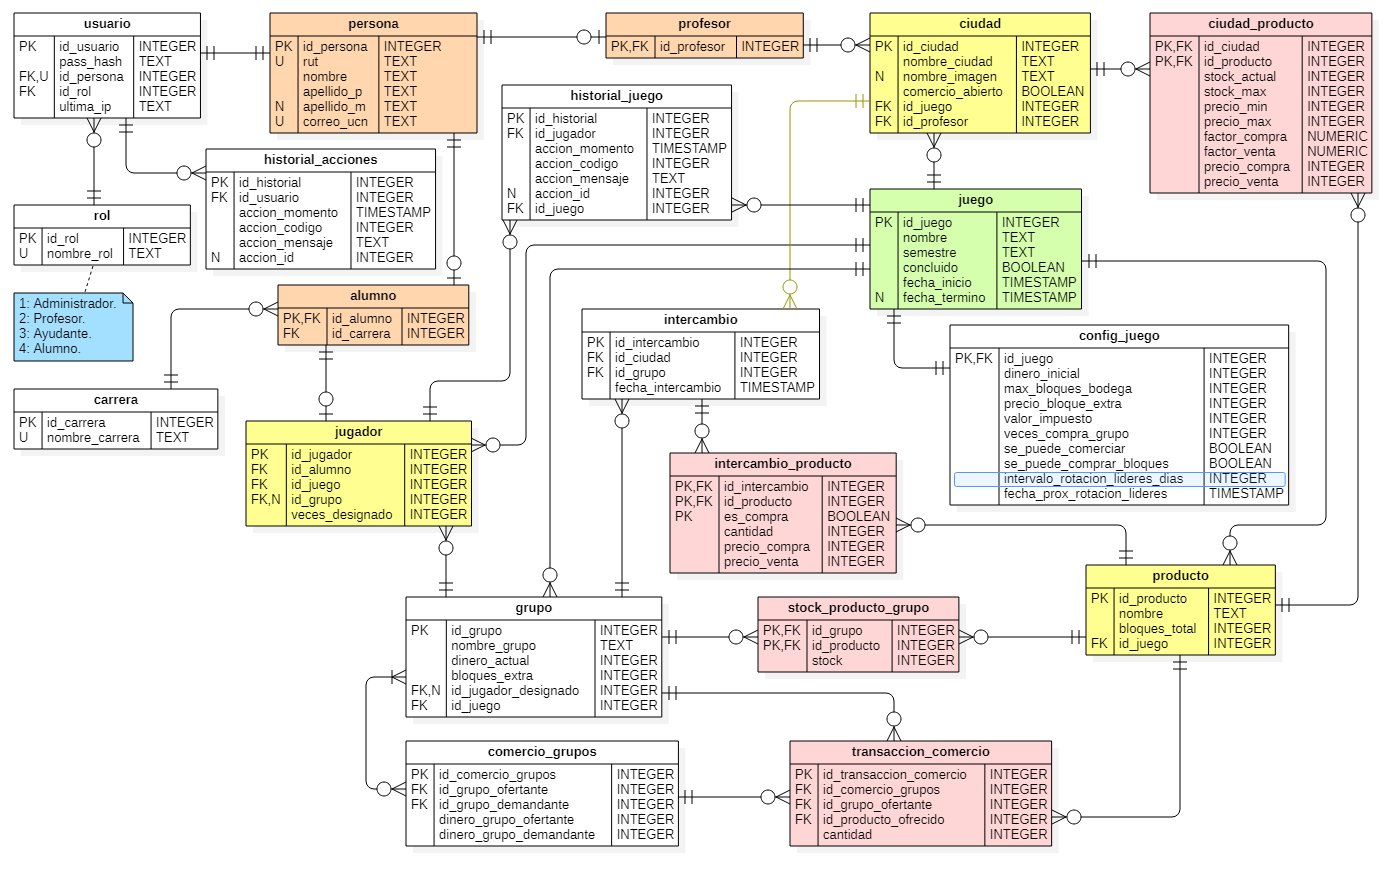 usuario
PK id_usuario INTEGER
pass_hash TEXT
FK,U id_persona INTEGER
FK id_rol INTEGER
ultima_ip TEXT
persona
PK id_persona INTEGER
U rut TEXT
nombre TEXT
apellido_p TEXT
N apellido_m TEXT
U correo_ucn TEXT
profesor
PK,FK id_profesor INTEGER
ciudad
PK id_ciudad INTEGER
nombre_ciudad TEXT
N nombre_imagen TEXT
comercio_abierto BOOLEAN
FK id_juego INTEGER
FK id_profesor INTEGER
ciudad_producto
PK,FK id_ciudad INTEGER
PK,FK id_producto INTEGER
stock_actual INTEGER
stock_max INTEGER
precio_min INTEGER
precio_max INTEGER
factor_compra NUMERIC
factor_venta NUMERIC
precio_compra INTEGER
precio_venta INTEGER
historial_juego
PK id_historial INTEGER
FK id_jugador INTEGER
accion_momento TIMESTAMP
accion_codigo INTEGER
accion_mensaje TEXT
N accion_id INTEGER
FK id_juego INTEGER
historial_acciones
PK id_historial INTEGER
FK id_usuario INTEGER
accion_momento TIMESTAMP
accion_codigo INTEGER
accion_mensaje TEXT
N accion_id INTEGER
rol
PK id_rol INTEGER
U nombre_rol TEXT
1: Administrador.
2: Profesor.
3: Ayudante.
4: Alumno.
juego
PK id_juego INTEGER
nombre TEXT
semestre TEXT
concluido BOOLEAN
fecha_inicio TIMESTAMP
N fecha_termino TIMESTAMP
alumno
PK,FK id_alumno INTEGER
FK id_carrera INTEGER
intercambio
PK id_intercambio INTEGER
FK id_ciudad INTEGER
FK id_grupo INTEGER
fecha_intercambio TIMESTAMP
config_juego
PK,FK id_juego INTEGER
dinero_inicial INTEGER
max_bloques_bodega INTEGER
precio_bloque_extra INTEGER
valor_impuesto INTEGER
veces_compra_grupo INTEGER
se_puede_comerciar BOOLEAN
se_puede_comprar_bloques BOOLEAN
intervalo_rotacion_lideres_dias INTEGER
fecha_prox_rotacion_lideres TIMESTAMP
carrera
PK id_carrera INTEGER
U nombre_carrera TEXT
jugador
PK id_jugador INTEGER
FK id_alumno INTEGER
FK id_juego INTEGER
FK,N id_grupo INTEGER
veces_designado INTEGER
intercambio_producto
PK,FK id_intercambio INTEGER
PK,FK id_producto INTEGER
PK es_compra BOOLEAN
cantidad INTEGER
precio_compra INTEGER
precio_venta INTEGER
producto
PK id_producto INTEGER
nombre TEXT
bloques_total INTEGER
FK id_juego INTEGER
grupo
PK id_grupo INTEGER
nombre_grupo TEXT
dinero_actual INTEGER
bloques_extra INTEGER
FK,N id_jugador_designado INTEGER
FK id_juego INTEGER
stock_producto_grupo
PK,FK id_grupo INTEGER
PK,FK id_producto INTEGER
stock INTEGER
comercio_grupos
PK id_comercio_grupos INTEGER
FK id_grupo_ofertante INTEGER
FK id_grupo_demandante INTEGER
dinero_grupo_ofertante INTEGER
dinero_grupo_demandante INTEGER
transaccion_comercio
PK id_transaccion_comercio INTEGER
FK id_comercio_grupos INTEGER
FK id_grupo_ofertante INTEGER
FK id_producto_ofrecido INTEGER
cantidad INTEGER